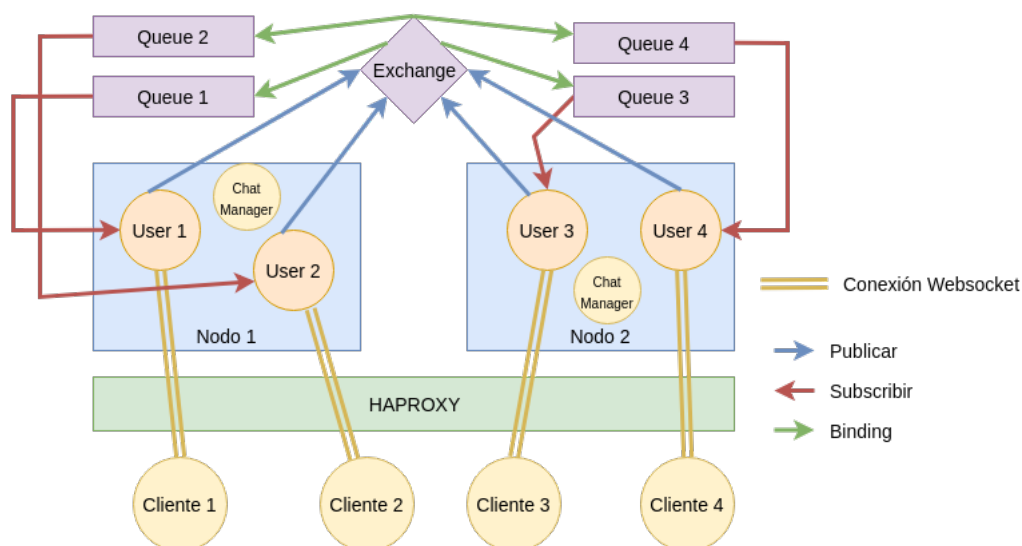 Queue 2
Queue 4
Exchange
Queue 1
Queue 3
Chat
Manager
User 1
User 2
User 3
User 4
Chat
Manager
Nodo 1
Nodo 2
Conexión Websocket
Publicar
Subscribir
Binding
HAPROXY
Cliente 1
Cliente 2
Cliente 3
Cliente 4